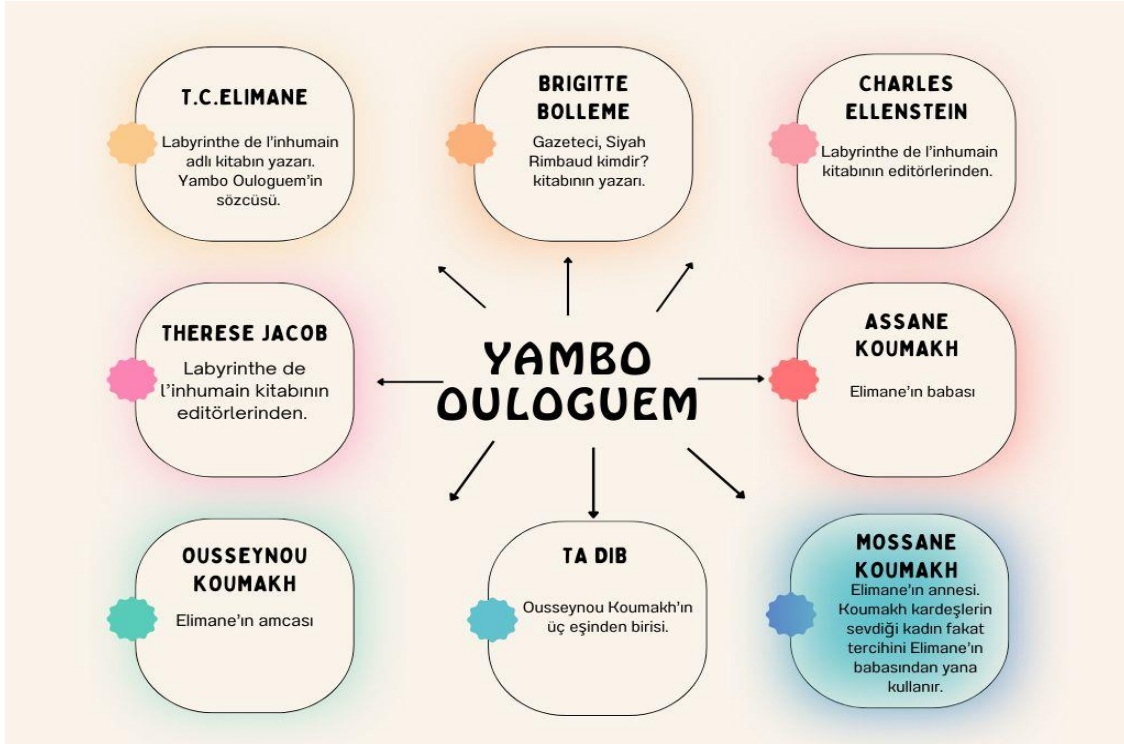 T.C.ELIMANE
Labyrinthe de l'inhumain
adlı kitabın yazarı.
Yambo Ouloguem'in
sözcüsü.
BRIGITTE
BOLLEME
Gazeteci, Siyah
Rimbaud kimdir?
kitabının yazarı.
CHARLES
ELLENSTEIN
Labyrinthe de l'inhumain
kitabının editörlerinden.
THERESE JACOB
Labyrinthe de
l'inhumain kitabının
editörlerinden.
YAMBO
OULOGUEM
ASSANE
KOUMAKH
Elimane'ın babası
OUSSEYNOU
KOUMAKH
Elimane'ın amcası
TA DIB
Ousseynou Koumakh'ın
üç eşinden birisi.
MOSSANE
KOUMAKH
Elimane'ın annesi.
Koumakh kardeşlerin
sevdiği kadın fakat
tercihini Elimane'ın
babasından yana
kullanır.